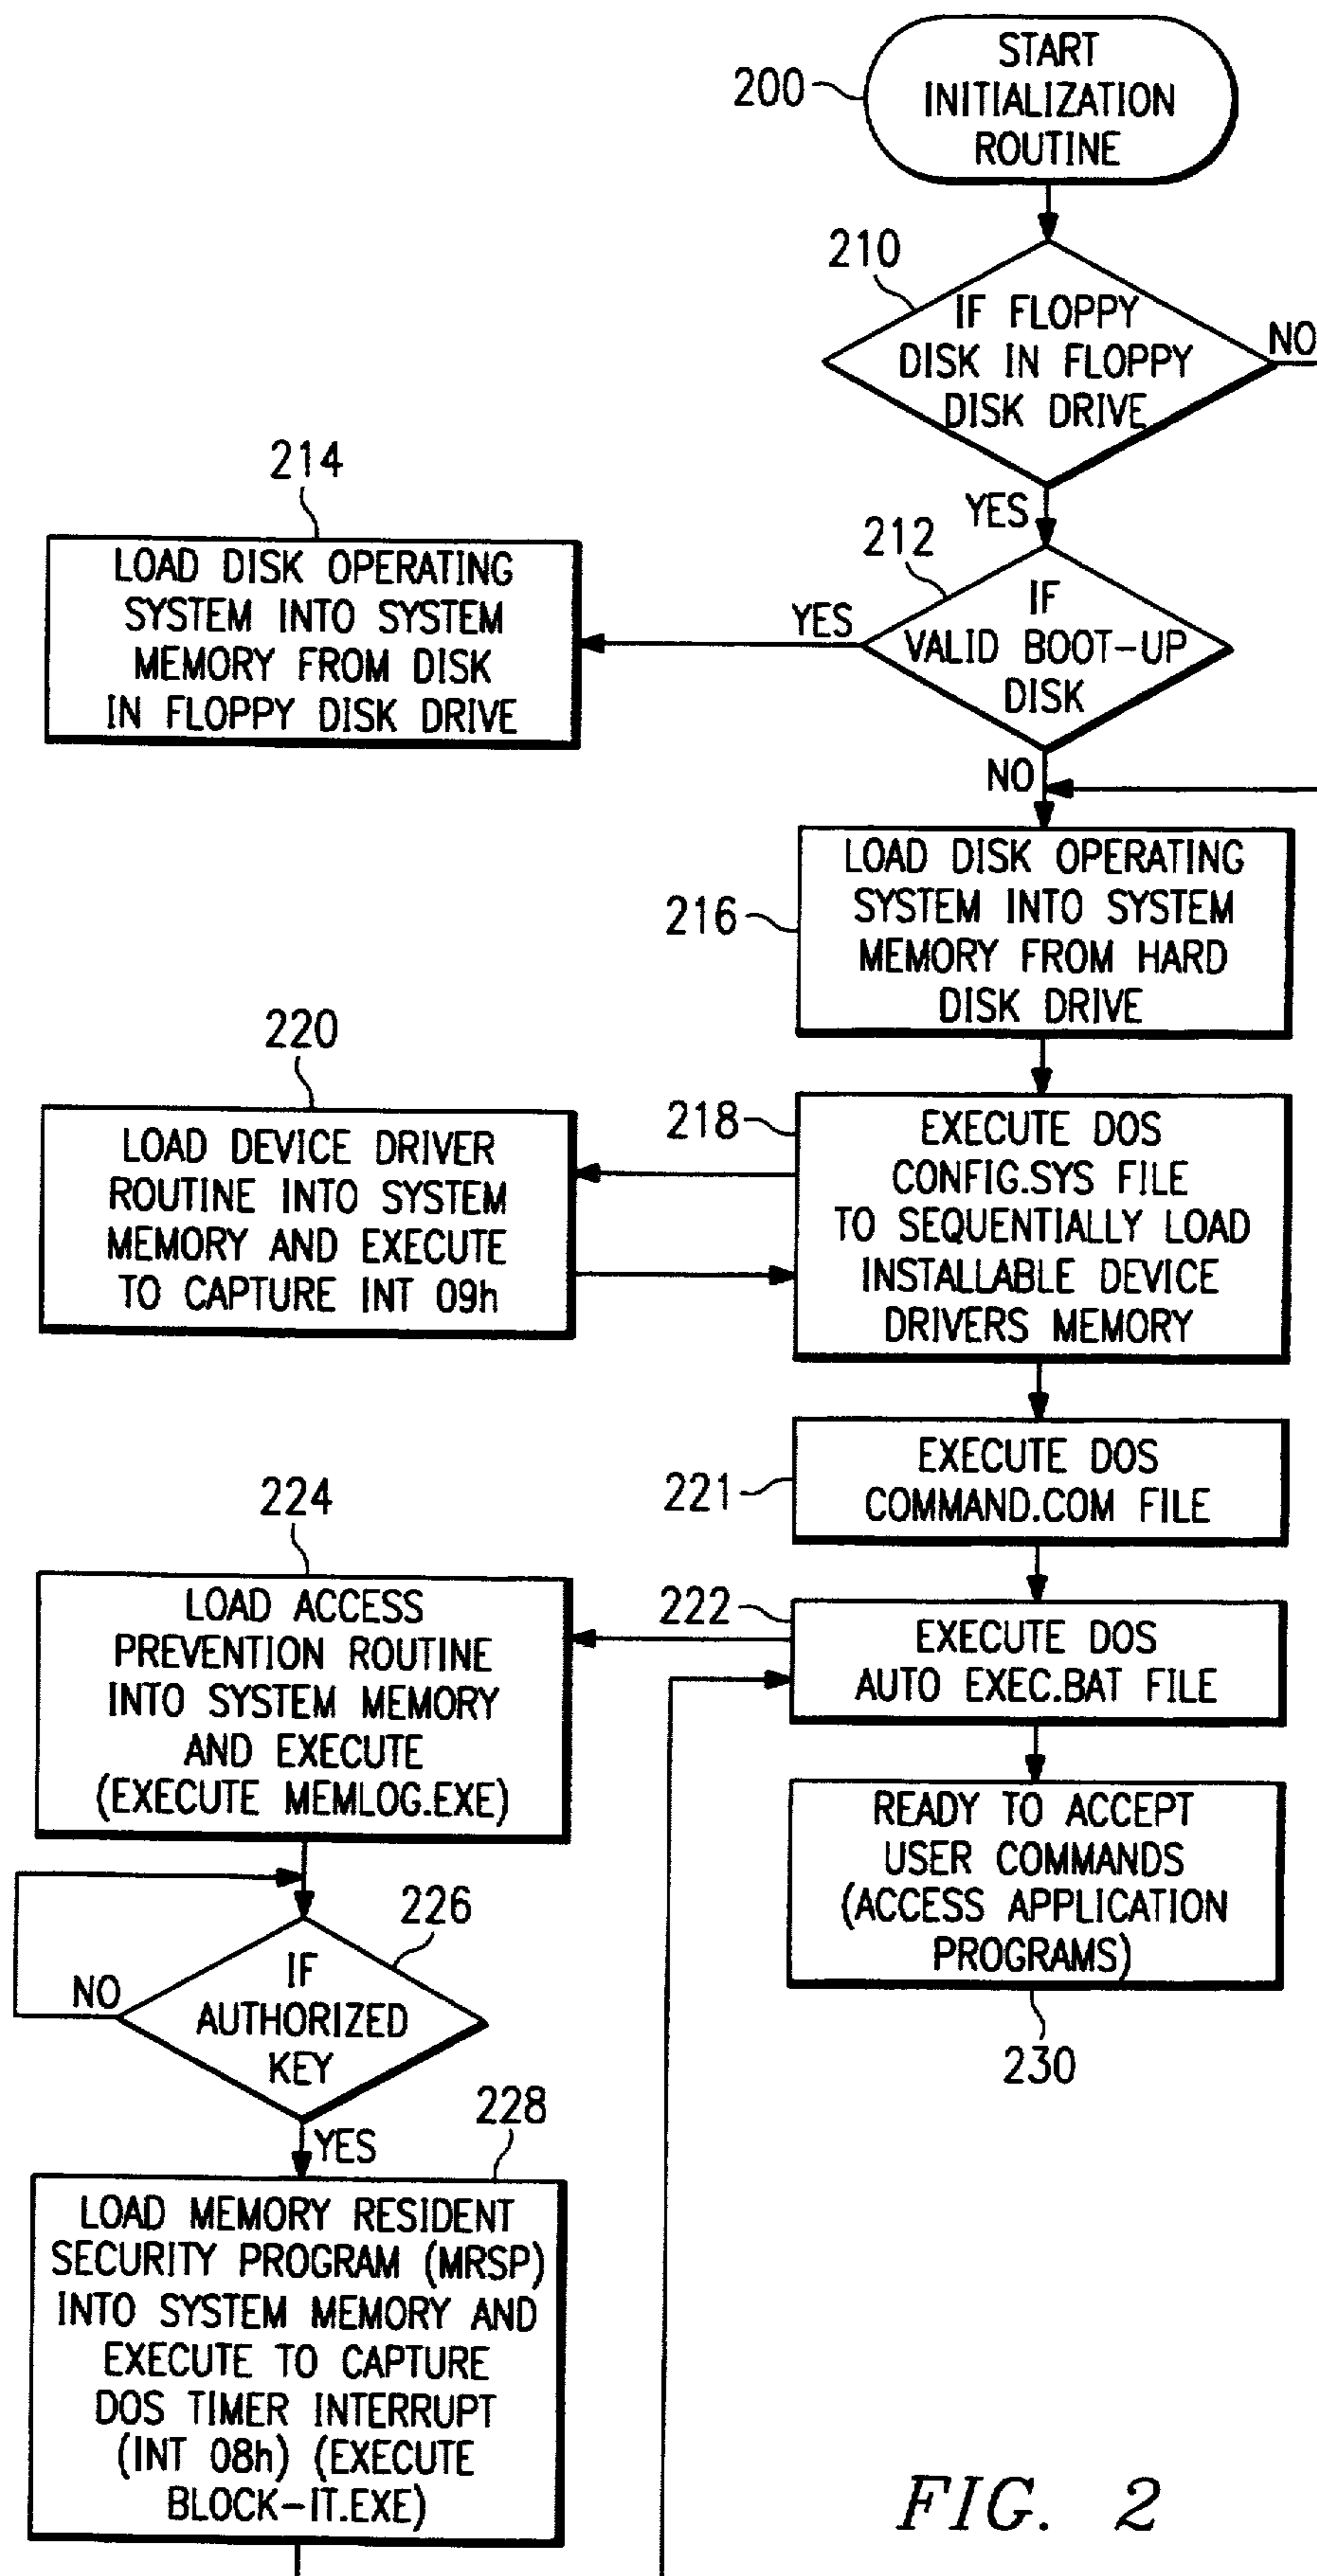 START
INITIALIZATION
ROUTINE
200
210
IF FLOPPY
DISK IN FLOPPY
DISK DRIVE
NO
YES
212
IF
VALID BOOT-UP
DISK
YES
NO
214
LOAD DISK OPERATING
SYSTEM INTO SYSTEM
MEMORY FROM DISK
IN FLOPPY DISK DRIVE
216
LOAD DISK OPERATING
SYSTEM INTO SYSTEM
MEMORY FROM HARD
DISK DRIVE
218
EXECUTE DOS
CONFIG.SYS FILE
TO SEQUENTIALLY LOAD
INSTALLABLE DEVICE
DRIVERS MEMORY
220
LOAD DEVICE DRIVER
ROUTINE INTO SYSTEM
MEMORY AND EXECUTE
TO CAPTURE INT 09h
221
EXECUTE DOS
COMMAND.COM FILE
222
EXECUTE DOS
AUTO EXEC.BAT FILE
224
LOAD ACCESS
PREVENTION ROUTINE
INTO SYSTEM MEMORY
AND EXECUTE
(EXECUTE MEMLOG.EXE)
226
IF
AUTHORIZED
KEY
NO
YES
228
LOAD MEMORY RESIDENT
SECURITY PROGRAM (MRSP)
INTO SYSTEM MEMORY AND
EXECUTE TO CAPTURE
DOS TIMER INTERRUPT
(INT 08h) (EXECUTE
BLOCK-IT.EXE)
READY TO ACCEPT
USER COMMANDS
(ACCESS APPLICATION
PROGRAMS)
230
FIG. 2